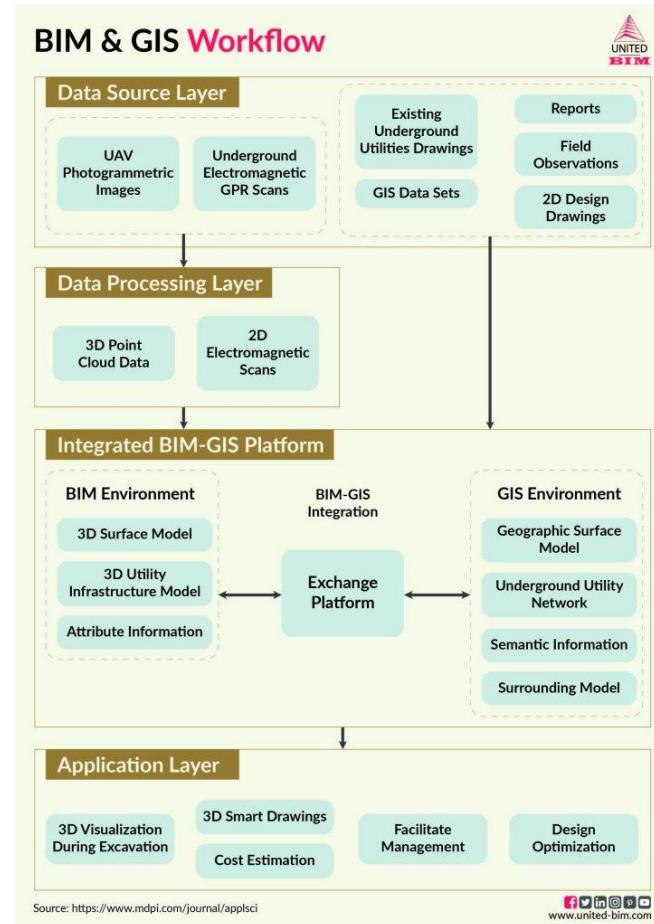 BIM & GIS Workflow
UNITED
BIM
Data Source Layer
UAV
Photogrammetric
Images
Underground
Electromagnetic
GPR Scans
Existing
Underground
Utilities Drawings
GIS Data Sets
Reports
Field
Observations
2D Design
Drawings
Data Processing Layer
3D Point
Cloud Data
2D
Electromagnetic
Scans
Integrated BIM-GIS Platform
BIM Environment
3D Surface Model
3D Utility
Infrastructure Model
Attribute Information
BIM-GIS
Integration
Exchange
Platform
GIS Environment
Geographic Surface
Model
Underground Utility
Network
Semantic Information
Surrounding Model
Application Layer
3D Visualization
During Excavation
3D Smart Drawings
Cost Estimation
Facilitate
Management
Design
Optimization
Source: https://www.mdpi.com/journal/applsci
www.united-bim.com